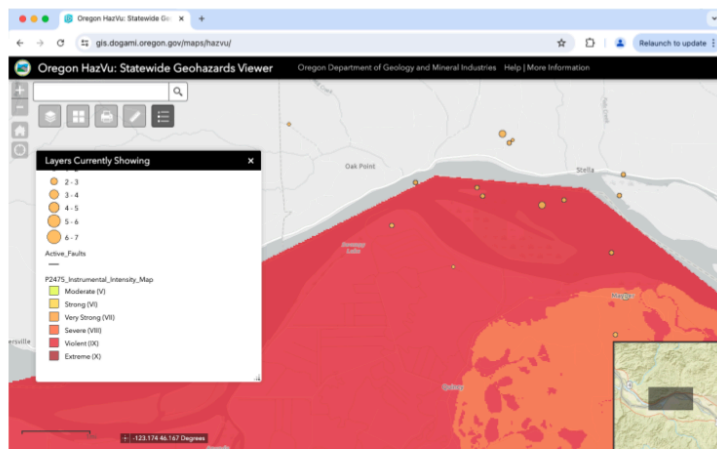 Oregon HazVu: Statewide Ge
gis.dogami.oregon.gov/maps/hazvu/
Relaunch to update
Oregon HazVu: Statewide Geohazards Viewer
Oregon Department of Geology and Mineral Industries
Help | More Information
Layers Currently Showing
2 - 3
3 - 4
4 - 5
5 - 6
6 - 7
Active_Faults
P2475_Instrumental_Intensity_Map
Moderate (V)
Strong (VI)
Very Strong (VII)
Severe (VIII)
Violent (IX)
Extreme (X)
Oak Point
Stella
Lake
Quincy
ersville
-123.174 46.167 Degrees